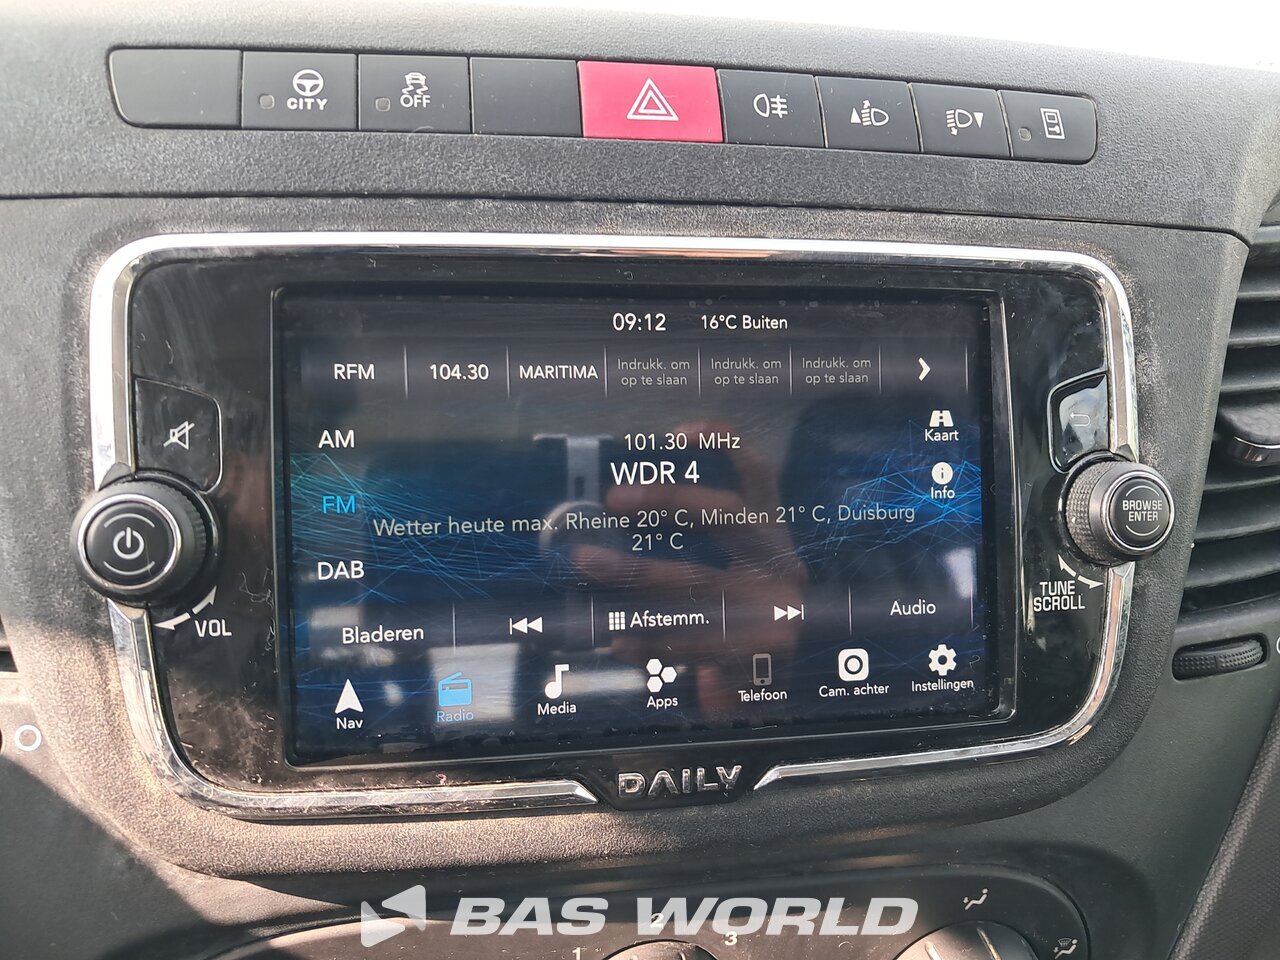 CITY
OFF
09:12 16°C Buiten
RFM 104.30 MARITIMA Indrukk. om op te slaan Indrukk. om op te slaan Indrukk. om op te slaan
AM
101.30 MHz
Kaart
WDR 4
Info
FM
Wetter heute max. Rheine 20° C, Minden 21° C, Duisburg
21° C
DAB
BROWSE
ENTER
TUNE
SCROLL
VOL
Bladeren Afstemm. Audio
Nav Radio Media Apps Telefoon Cam. achter Instellingen
DAILY
BAS WORLD
1 2 3